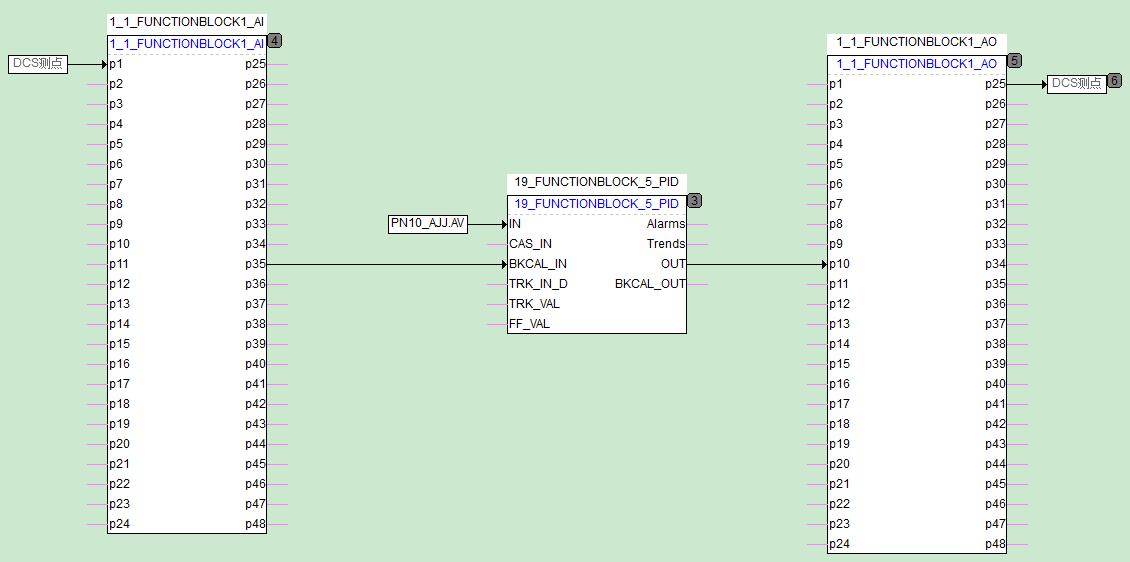 1_1_FUNCTIONBLOCK1_AI
1_1_FUNCTIONBLOCK1_AI 4
DCS测点
p1 p25
p2 p26
p3 p27
p4 p28
p5 p29
p6 p30
p7 p31
p8 p32
p9 p33
p10 p34
p11 p35
p12 p36
p13 p37
p14 p38
p15 p39
p16 p40
p17 p41
p18 p42
p19 p43
p20 p44
p21 p45
p22 p46
p23 p47
p24 p48
19_FUNCTIONBLOCK_5_PID
19_FUNCTIONBLOCK_5_PID 3
PN10_AJJ.AV
IN Alarms
CAS_IN Trends
BKCAL_IN OUT
TRK_IN_D BKCAL_OUT
TRK_VAL
FF_VAL
1_1_FUNCTIONBLOCK1_AO
1_1_FUNCTIONBLOCK1_AO 5
p1 p25
p2 p26
p3 p27
p4 p28
p5 p29
p6 p30
p7 p31
p8 p32
p9 p33
p10 p34
p11 p35
p12 p36
p13 p37
p14 p38
p15 p39
p16 p40
p17 p41
p18 p42
p19 p43
p20 p44
p21 p45
p22 p46
p23 p47
p24 p48
DCS测点 6